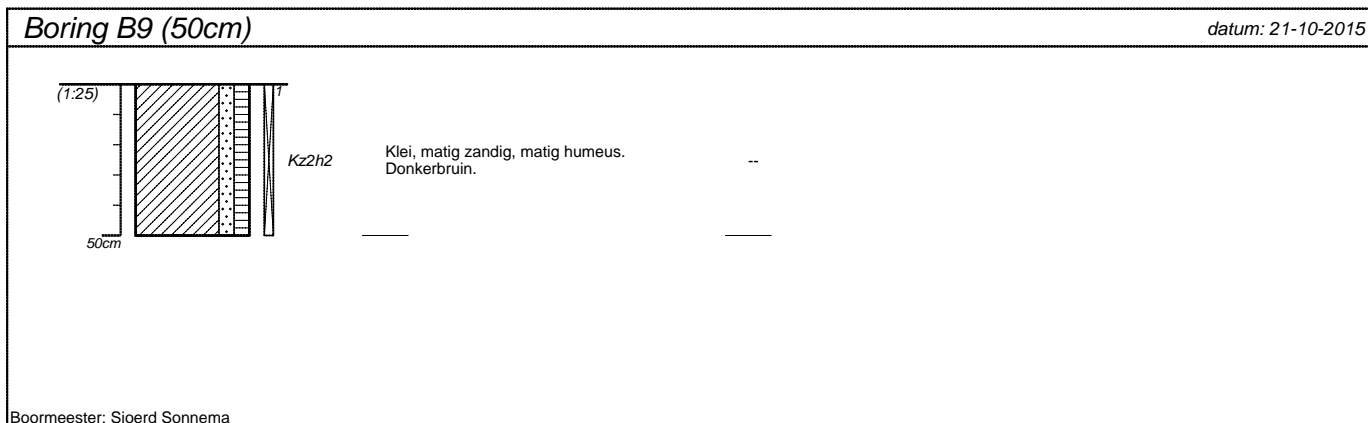 Boring B9 (50cm)
datum: 21-10-2015
(1:25)
1
Kz2h2
Klei, matig zandig, matig humeus.
Donkerbruin.
--
50cm
Boormeester: Sjoerd Sonnema